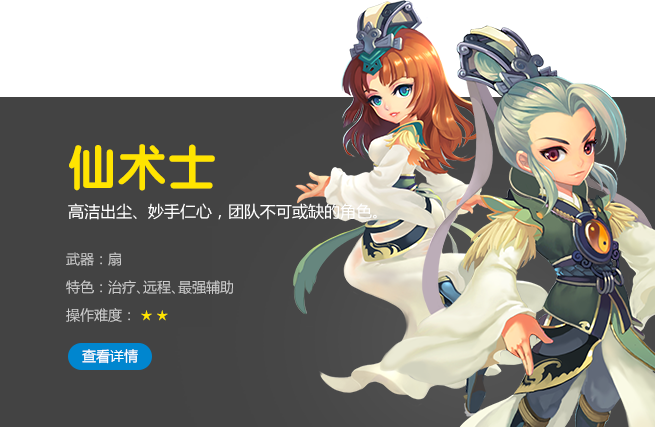 仙术士
高洁出尘、妙手仁心，团队不可或缺的角色。
武器：扇
特色：治疗、远程、最强辅助
操作难度：★★
查看详情